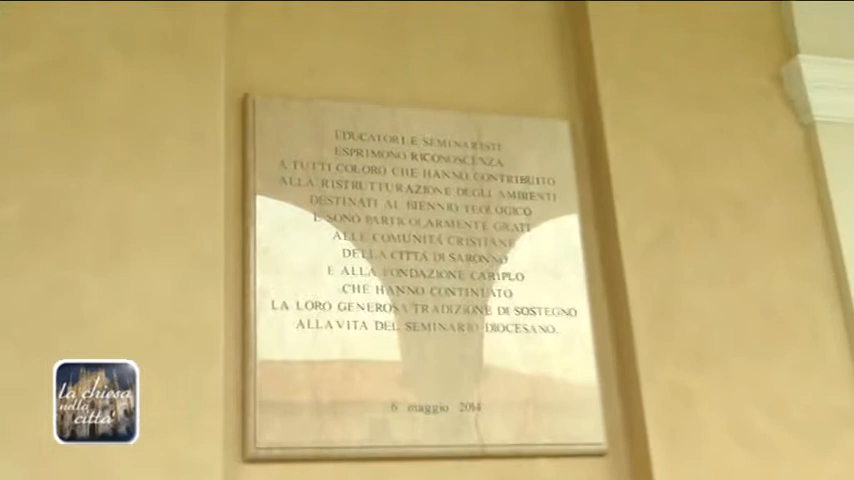 EDUCATORI E SEMINARISTI
ESPRIMONO RICONOSCENZA
A TUTTI COLORO CHE HANNO CONTRIBUITO
ALLA RISTRUTTURAZIONE DEGLI AMBIENTI
DESTINATI AL BIENNIO TEOLOGICO
E SONO PARTICOLARMENTE GRATI
ALLE COMUNITÀ CRISTIANE
DELLA CITTÀ DI SARONNO
E ALLA FONDAZIONE CARIPLO
CHE HANNO CONTINUATO
LA LORO GENEROSA TRADIZIONE DI SOSTEGNO
ALLA VITA DEL SEMINARIO DIOCESANO.
6 maggio 2014
la chiesa
nella
città